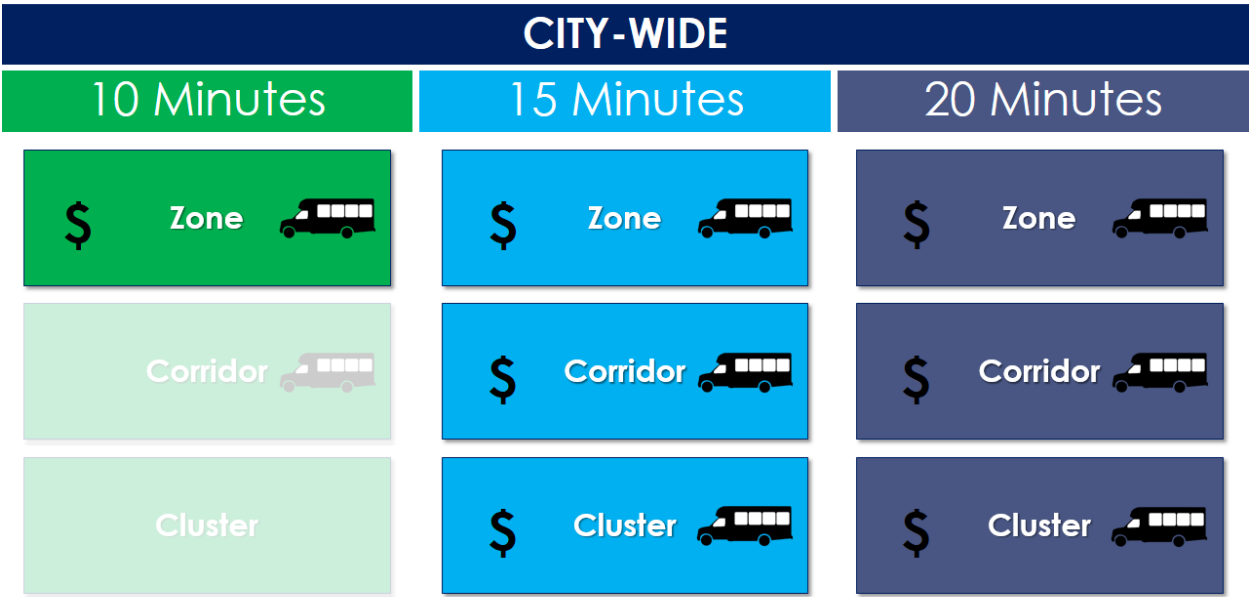 CITY-WIDE
10 Minutes
15 Minutes
20 Minutes
$ Zone
$ Zone
$ Zone
Corridor
$ Corridor
$ Corridor
Cluster
$ Cluster
$ Cluster